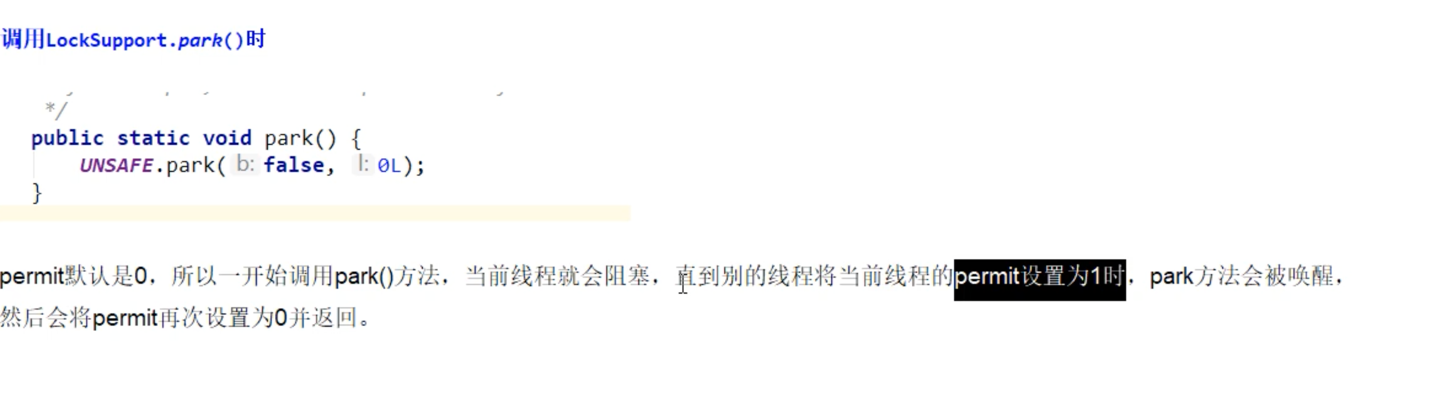 调用LockSupport.park()时
*/
public static void park() {
UNSAFE.park( b: false, l: 0L);
}
permit默认是0，所以一开始调用park()方法，当前线程就会阻塞，直到别的线程将当前线程的permit设置为1时，park方法会被唤醒，
然后会将permit再次设置为0并返回。